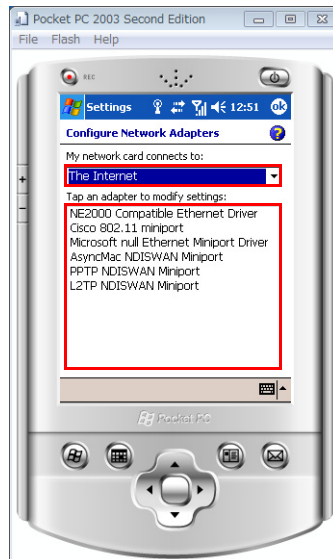 Pocket PC 2003 Second Edition
File Flash Help
REC
Settings 12:51 ok
Configure Network Adapters ?
My network card connects to:
The Internet
Tap an adapter to modify settings:
NE2000 Compatible Ethernet Driver
Cisco 802.11 miniport
Microsoft null Ethernet Miniport Driver
AsyncMac NDISWAN Miniport
PPTP NDISWAN Miniport
L2TP NDISWAN Miniport
Pocket PC